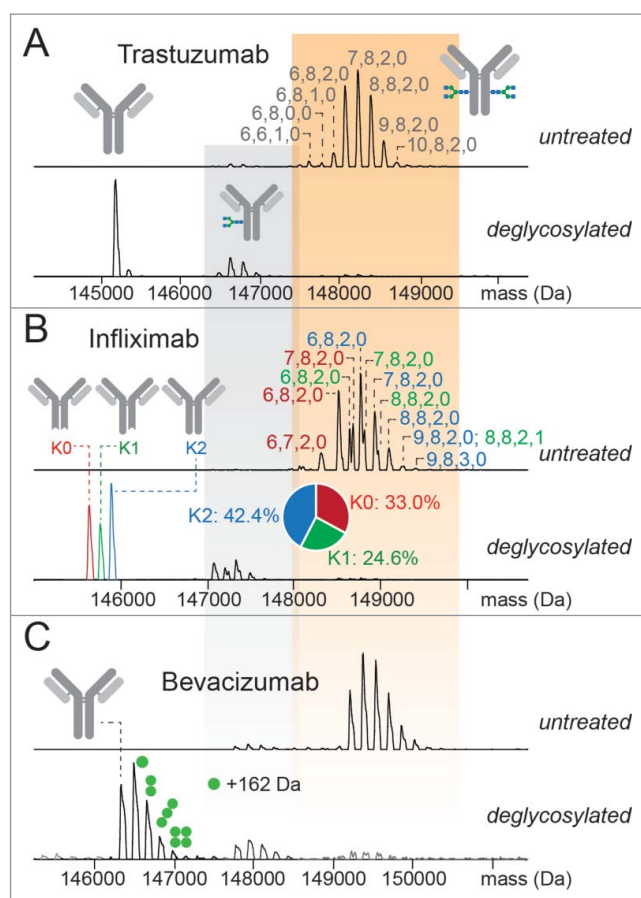 A
Trastuzumab
7,8,2,0
6,8,2,0
8,8,2,0
6,8,1,0
6,8,0,0
9,8,2,0
6,6,1,0
10,8,2,0
untreated
deglycosylated
145000 146000 147000 148000 149000 mass (Da)
B
Infliximab
6,8,2,0
7,8,2,0
7,8,2,0
6,8,2,0
7,8,2,0
6,8,2,0
8,8,2,0
8,8,2,0
6,7,2,0
9,8,2,0; 8,8,2,1
9,8,3,0
untreated
K0 K1 K2
K2: 42.4%
K0: 33.0%
K1: 24.6%
deglycosylated
146000 147000 148000 149000 mass (Da)
C
Bevacizumab
untreated
+162 Da
deglycosylated
146000 147000 148000 149000 150000 mass (Da)